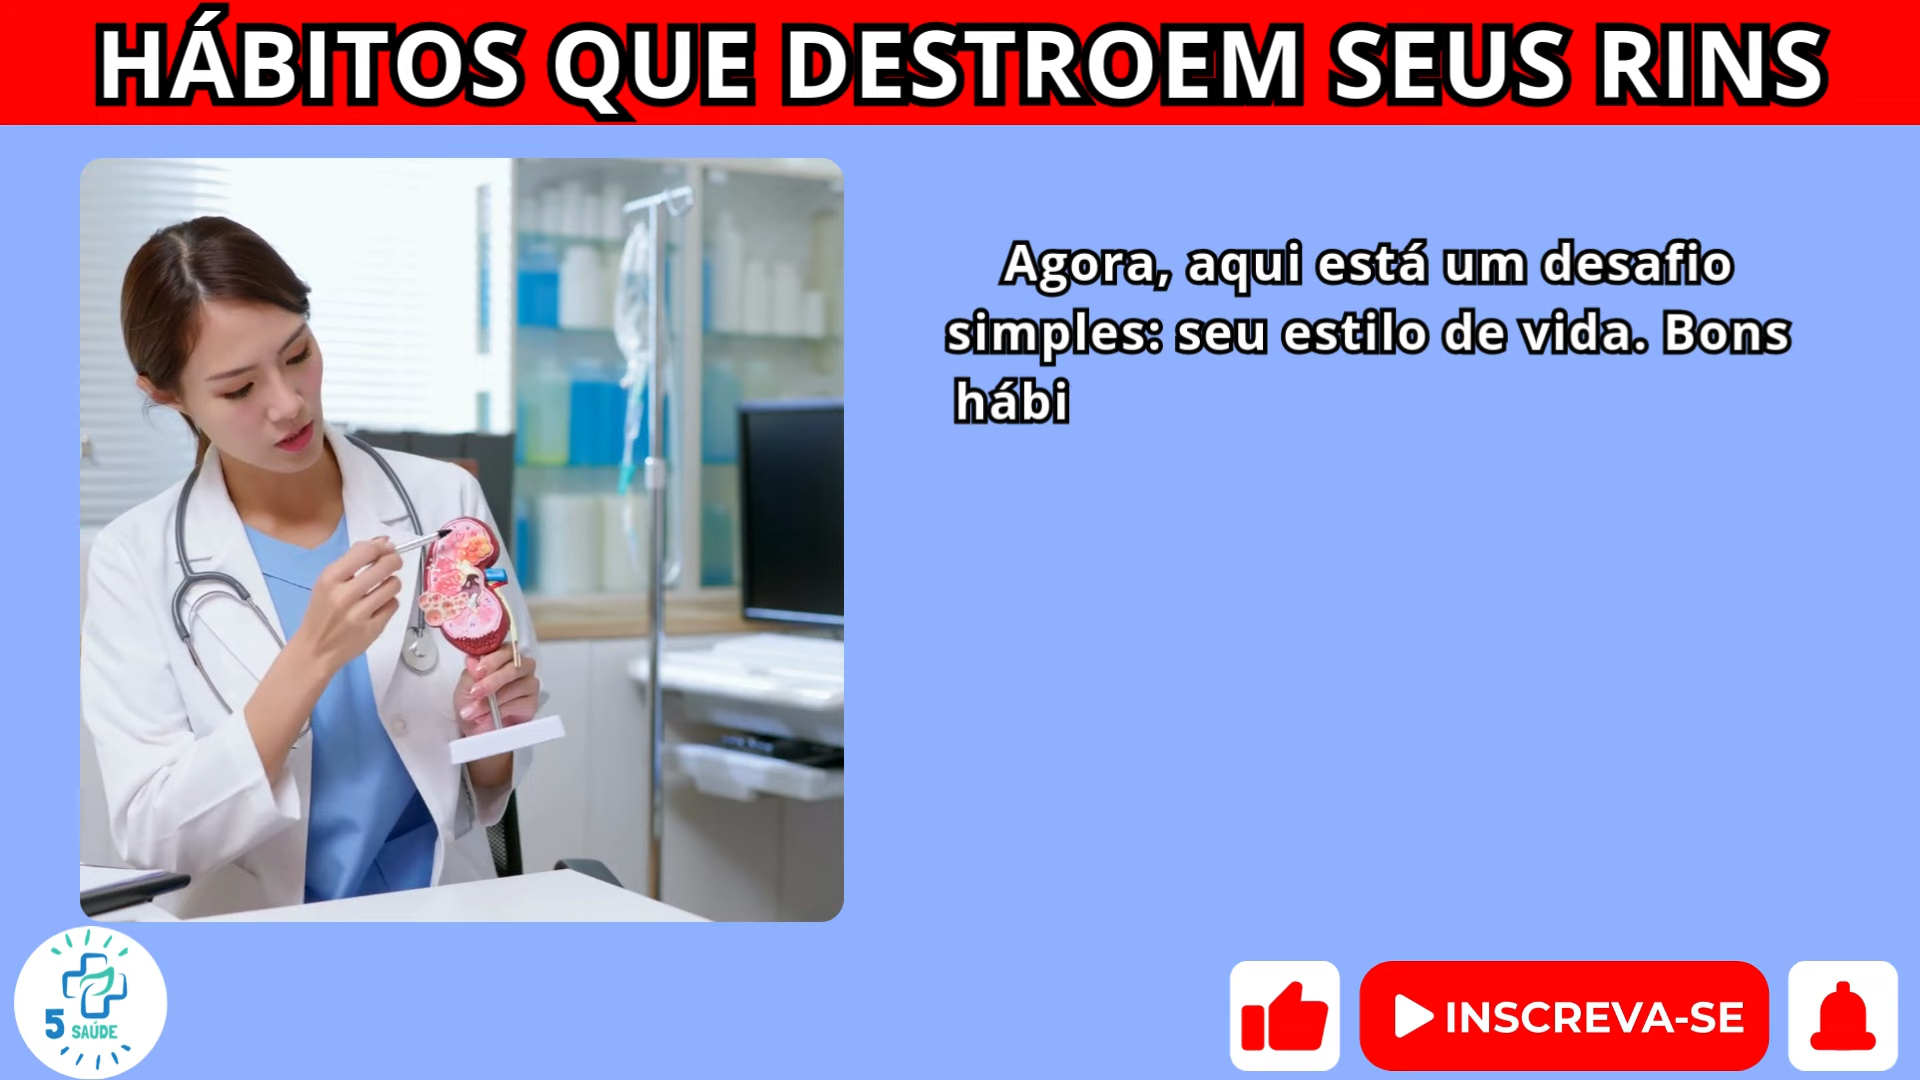 HÁBITOS QUE DESTROEM SEUS RINS
Agora, aqui está um desafio
simples: seu estilo de vida. Bons
hábi
5 SAÚDE
INSCREVA-SE